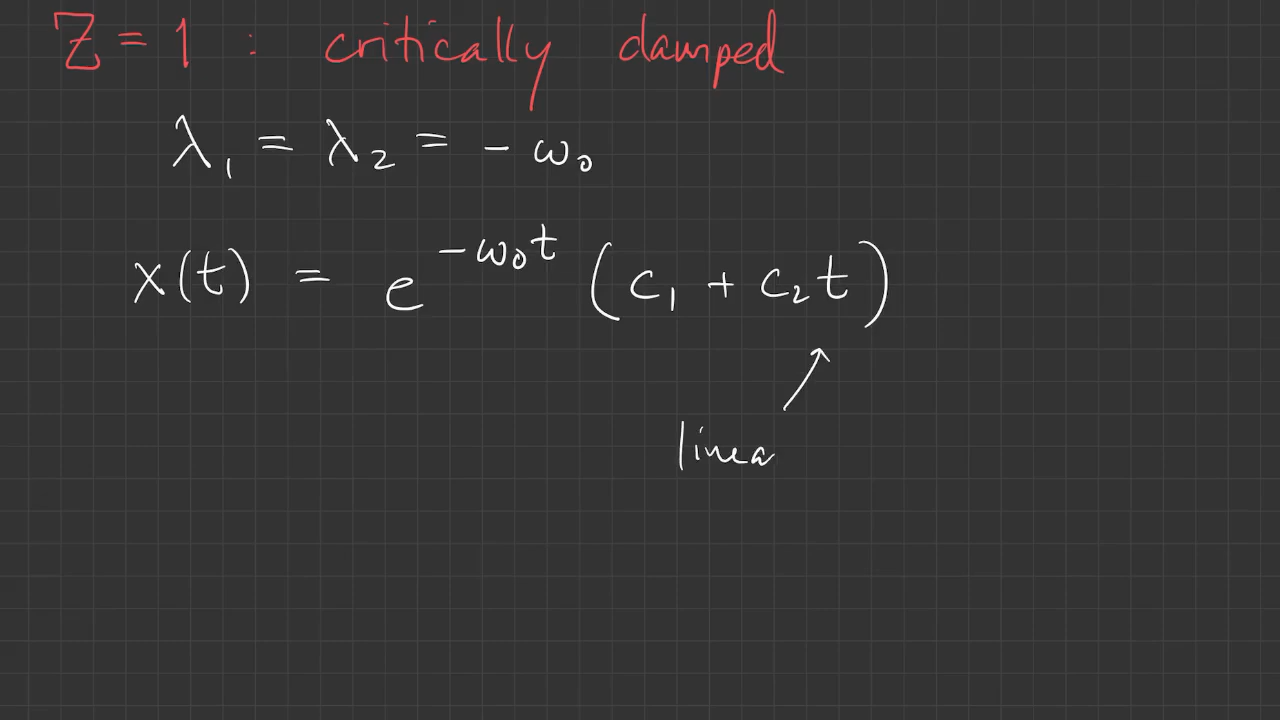 Z = 1 : critically damped
λ₁ = λ₂ = - ω₀
x(t) = e^{-ω₀t} (c₁ + c₂t)
linea